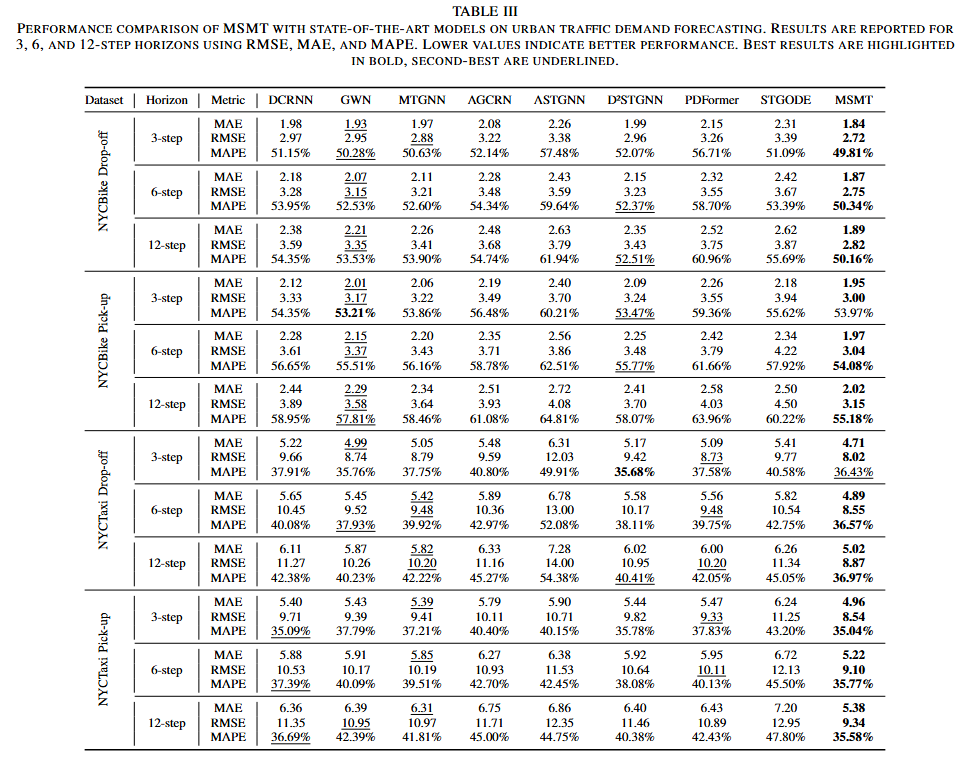 TABLE III
PERFORMANCE COMPARISON OF MSMT WITH STATE-OF-THE-ART MODELS ON URBAN TRAFFIC DEMAND FORECASTING. RESULTS ARE REPORTED FOR
3, 6, AND 12-STEP HORIZONS USING RMSE, MAE, AND MAPE. LOWER VALUES INDICATE BETTER PERFORMANCE. BEST RESULTS ARE HIGHLIGHTED
IN BOLD, SECOND-BEST ARE UNDERLINED.
Dataset Horizon Metric DCRNN GWN MTGNN AGCRN ASTGNN D²STGNN PDFormer STGODE MSMT
NYCBike Drop-off
3-step
MAE 1.98 1.93 1.97 2.08 2.26 1.99 2.15 2.31 1.84
RMSE 2.97 2.95 2.88 3.22 3.38 2.96 3.26 3.39 2.72
MAPE 51.15% 50.28% 50.63% 52.14% 57.48% 52.07% 56.71% 51.09% 49.81%
6-step
MAE 2.18 2.07 2.11 2.28 2.43 2.15 2.32 2.42 1.87
RMSE 3.28 3.15 3.21 3.48 3.59 3.23 3.55 3.67 2.75
MAPE 53.95% 52.53% 52.60% 54.34% 59.64% 52.37% 58.70% 53.39% 50.34%
12-step
MAE 2.38 2.21 2.26 2.48 2.63 2.35 2.52 2.62 1.89
RMSE 3.59 3.35 3.41 3.68 3.79 3.43 3.75 3.87 2.82
MAPE 54.35% 53.53% 53.90% 54.74% 61.94% 52.51% 60.96% 55.69% 50.16%
NYCBike Pick-up
3-step
MAE 2.12 2.01 2.06 2.19 2.40 2.09 2.26 2.18 1.95
RMSE 3.33 3.17 3.22 3.49 3.70 3.24 3.55 3.94 3.00
MAPE 54.35% 53.21% 53.86% 56.48% 60.21% 53.47% 59.36% 55.62% 53.97%
6-step
MAE 2.28 2.15 2.20 2.35 2.56 2.25 2.42 2.34 1.97
RMSE 3.61 3.37 3.43 3.71 3.86 3.48 3.79 4.22 3.04
MAPE 56.65% 55.51% 56.16% 58.78% 62.51% 55.77% 61.66% 57.92% 54.08%
12-step
MAE 2.44 2.29 2.34 2.51 2.72 2.41 2.58 2.50 2.02
RMSE 3.89 3.58 3.64 3.93 4.08 3.70 4.03 4.50 3.15
MAPE 58.95% 57.81% 58.46% 61.08% 64.81% 58.07% 63.96% 60.22% 55.18%
NYCTaxi Drop-off
3-step
MAE 5.22 4.99 5.05 5.48 6.31 5.17 5.09 5.41 4.71
RMSE 9.66 8.74 8.79 9.59 12.03 9.42 8.73 9.77 8.02
MAPE 37.91% 35.76% 37.75% 40.80% 49.91% 35.68% 37.58% 40.58% 36.43%
6-step
MAE 5.65 5.45 5.42 5.89 6.78 5.58 5.56 5.82 4.89
RMSE 10.45 9.52 9.48 10.36 13.00 10.17 9.48 10.54 8.55
MAPE 40.08% 37.93% 39.92% 42.97% 52.08% 38.11% 39.75% 42.75% 36.57%
12-step
MAE 6.11 5.87 5.82 6.33 7.28 6.02 6.00 6.26 5.02
RMSE 11.27 10.26 10.20 11.16 14.00 10.95 10.20 11.34 8.87
MAPE 42.38% 40.23% 42.22% 45.27% 54.38% 40.41% 42.05% 45.05% 36.97%
NYCTaxi Pick-up
3-step
MAE 5.40 5.43 5.39 5.79 5.90 5.44 5.47 6.24 4.96
RMSE 9.71 9.39 9.41 10.11 10.71 9.82 9.33 11.25 8.54
MAPE 35.09% 37.79% 37.21% 40.40% 40.15% 35.78% 37.83% 43.20% 35.04%
6-step
MAE 5.88 5.91 5.85 6.27 6.38 5.92 5.95 6.72 5.22
RMSE 10.53 10.17 10.19 10.93 11.53 10.64 10.11 12.13 9.10
MAPE 37.39% 40.09% 39.51% 42.70% 42.45% 38.08% 40.13% 45.50% 35.77%
12-step
MAE 6.36 6.39 6.31 6.75 6.86 6.40 6.43 7.20 5.38
RMSE 11.35 10.95 10.97 11.71 12.35 11.46 10.89 12.95 9.34
MAPE 36.69% 42.39% 41.81% 45.00% 44.75% 40.38% 42.43% 47.80% 35.58%